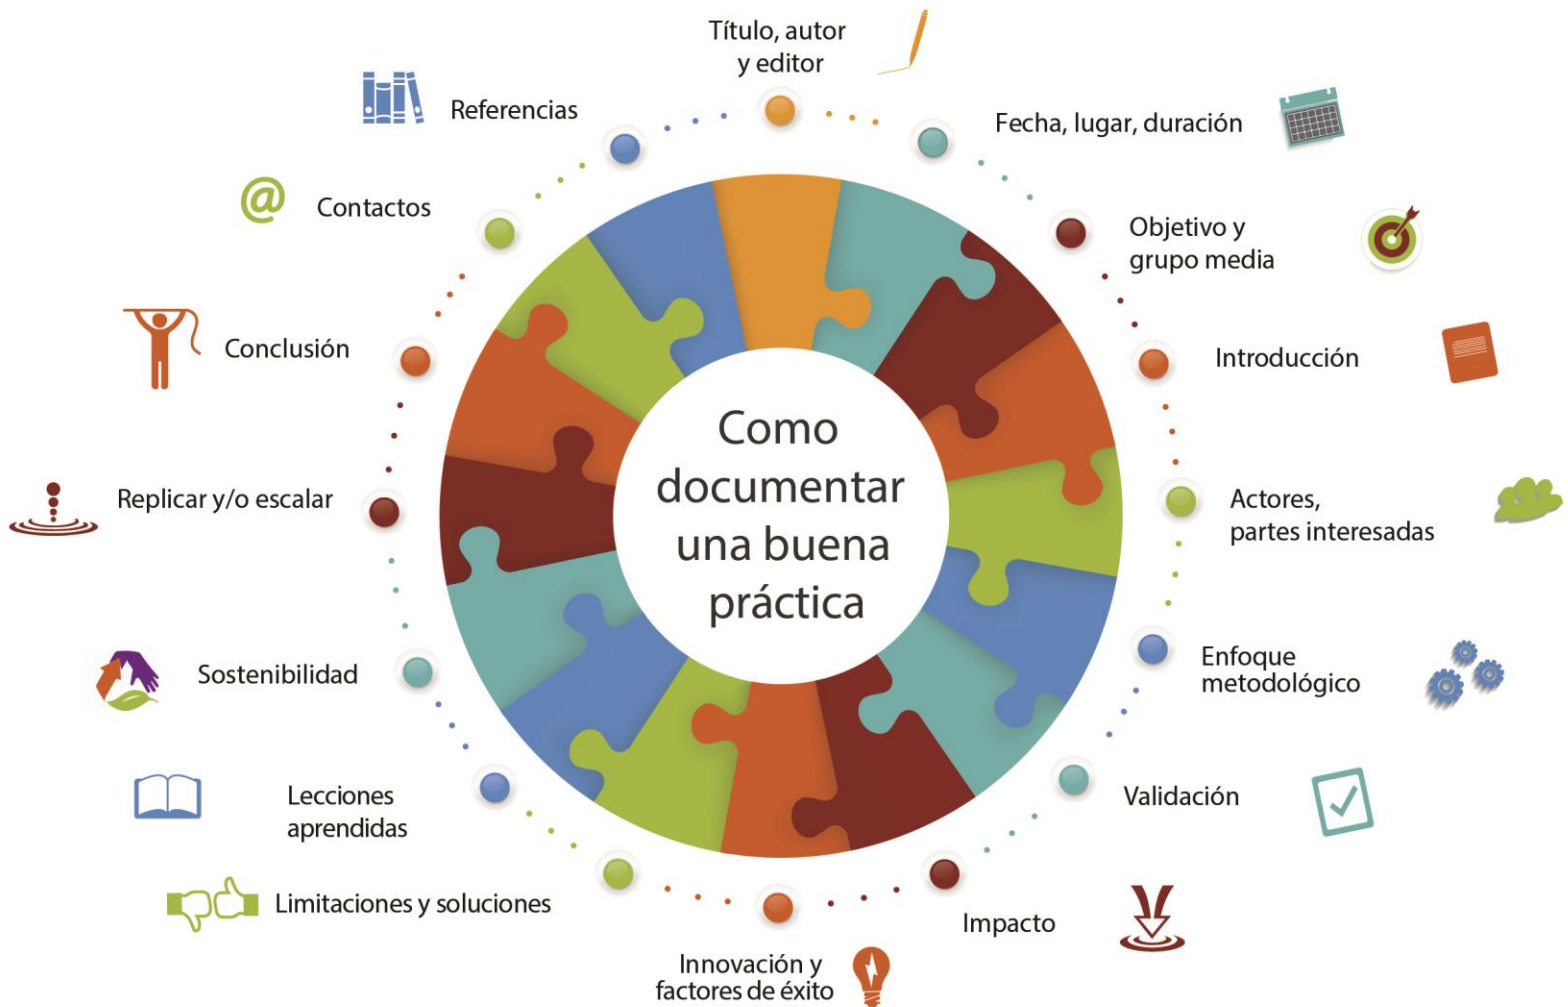 Título, autor
y editor
Fecha, lugar, duración
Objetivo y
grupo media
Introducción
Actores,
partes interesadas
Enfoque
metodológico
Validación
Impacto
Innovación y
factores de éxito
Limitaciones y soluciones
Lecciones
aprendidas
Sostenibilidad
Replicar y/o escalar
Conclusión
@
Contactos
Referencias
Como
documentar
una buena
práctica